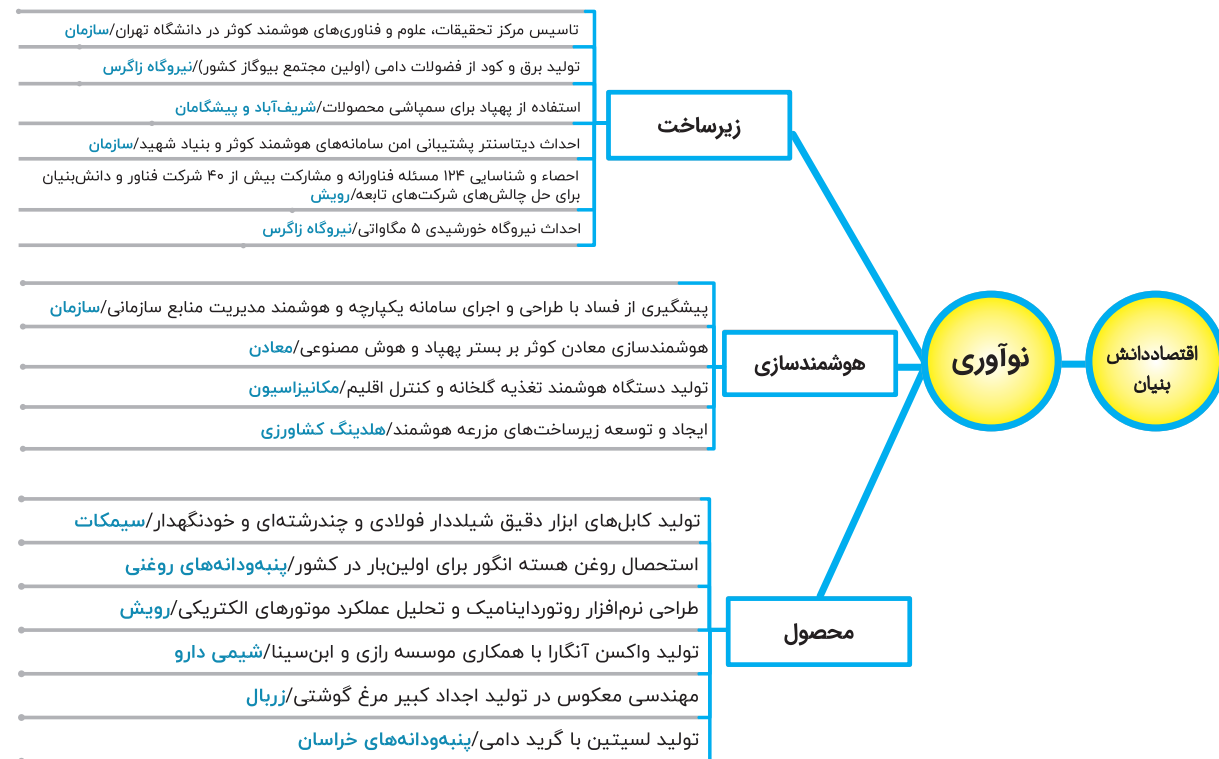 اقتصاددانش
بنیان
نوآوری
زیرساخت
تاسیس مرکز تحقیقات، علوم و فناوری‌های هوشمند کوثر در دانشگاه تهران/سازمان
تولید برق و کود از فضولات دامی (اولین مجتمع بیوگاز کشور)/نیروگاه زاگرس
استفاده از پهپاد برای سمپاشی محصولات/شریف‌آباد و پیشگامان
احداث دیتاسنتر پشتیبانی امن سامانه‌های هوشمند کوثر و بنیاد شهید/سازمان
احصاء و شناسایی ۱۲۴ مسئله فناورانه و مشارکت بیش از ۴۰ شرکت فناور و دانش‌بنیان
برای حل چالش‌های شرکت‌های تابعه/رویش
احداث نیروگاه خورشیدی ۵ مگاواتی/نیروگاه زاگرس
هوشمندسازی
پیشگیری از فساد با طراحی و اجرای سامانه یکپارچه و هوشمند مدیریت منابع سازمانی/سازمان
هوشمندسازی معادن کوثر بر بستر پهپاد و هوش مصنوعی/معادن
تولید دستگاه هوشمند تغذیه گلخانه و کنترل اقلیم/مکانیزاسیون
ایجاد و توسعه زیرساخت‌های مزرعه هوشمند/هلدینگ کشاورزی
محصول
تولید کابل‌های ابزار دقیق شیلددار فولادی و چندرشته‌ای و خودنگهدار/سیمکات
استحصال روغن هسته انگور برای اولین‌بار در کشور/پنبه‌ودانه‌های روغنی
طراحی نرم‌افزار روتورداینامیک و تحلیل عملکرد موتورهای الکتریکی/رویش
تولید واکسن آنگارا با همکاری موسسه رازی و ابن‌سینا/شیمی دارو
مهندسی معکوس در تولید اجداد کبیر مرغ گوشتی/زربال
تولید لسیتین با گرید دامی/پنبه‌ودانه‌های خراسان